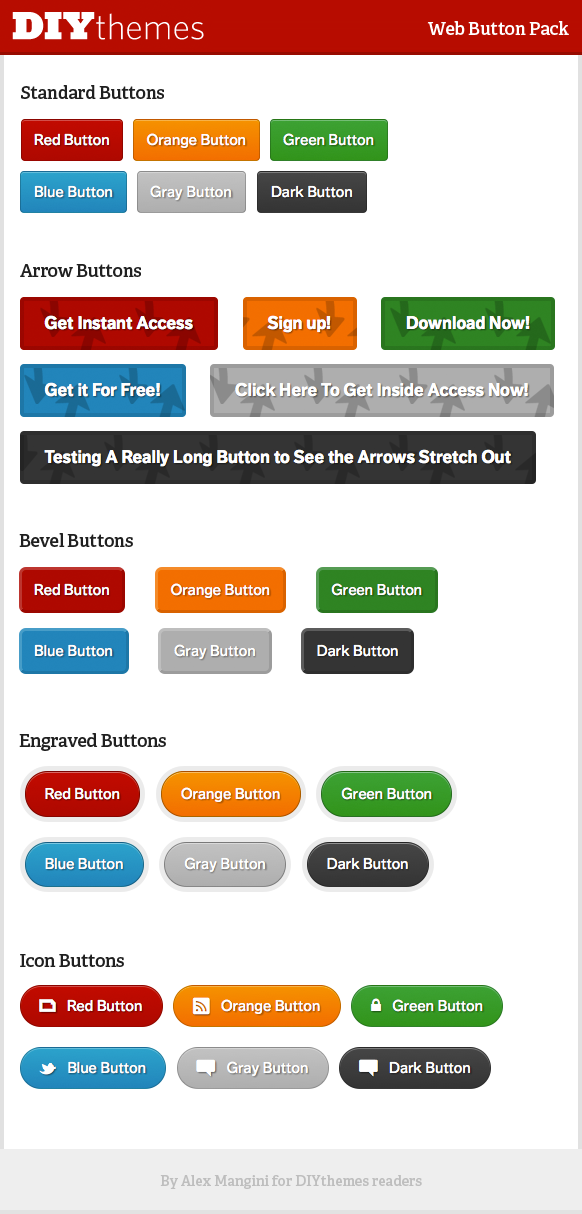 DIYthemes Web Button Pack
Standard Buttons
Red Button Orange Button Green Button
Blue Button Gray Button Dark Button
Arrow Buttons
Get Instant Access Sign up! Download Now!
Get it For Free! Click Here To Get Inside Access Now!
Testing A Really Long Button to See the Arrows Stretch Out
Bevel Buttons
Red Button Orange Button Green Button
Blue Button Gray Button Dark Button
Engraved Buttons
Red Button Orange Button Green Button
Blue Button Gray Button Dark Button
Icon Buttons
Red Button Orange Button Green Button
Blue Button Gray Button Dark Button
By Alex Mangini for DIYthemes readers